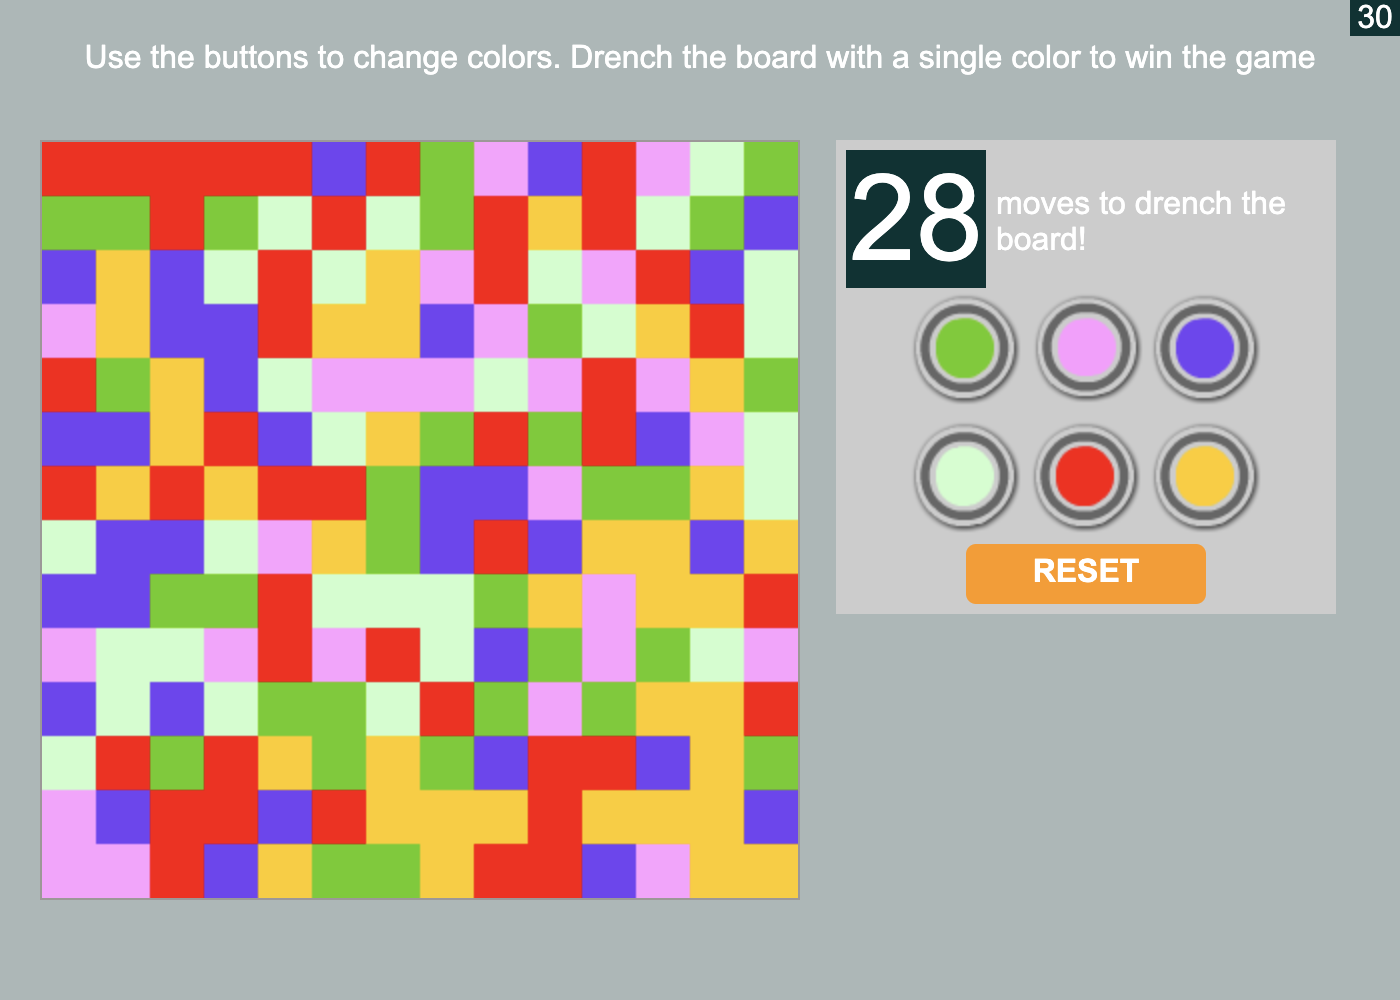 30
Use the buttons to change colors. Drench the board with a single color to win the game
28
moves to drench the
board!
RESET